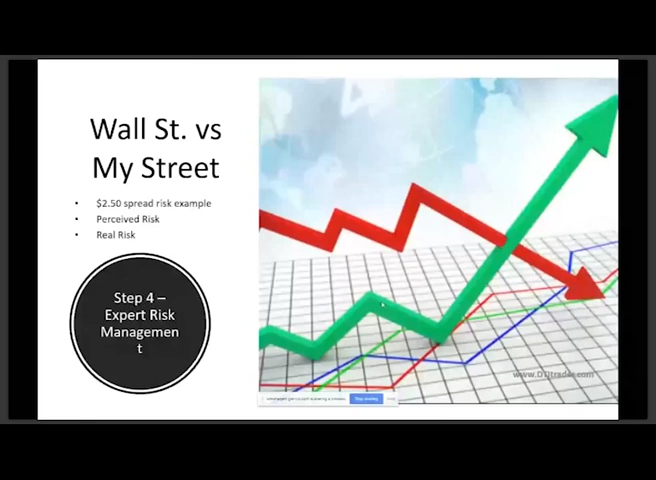 Wall St. vs
My Street
• $2.50 spread risk example
• Perceived Risk
• Real Risk
Step 4 –
Expert Risk
Managemen
t
www.DTItrader.com
Stop sharing